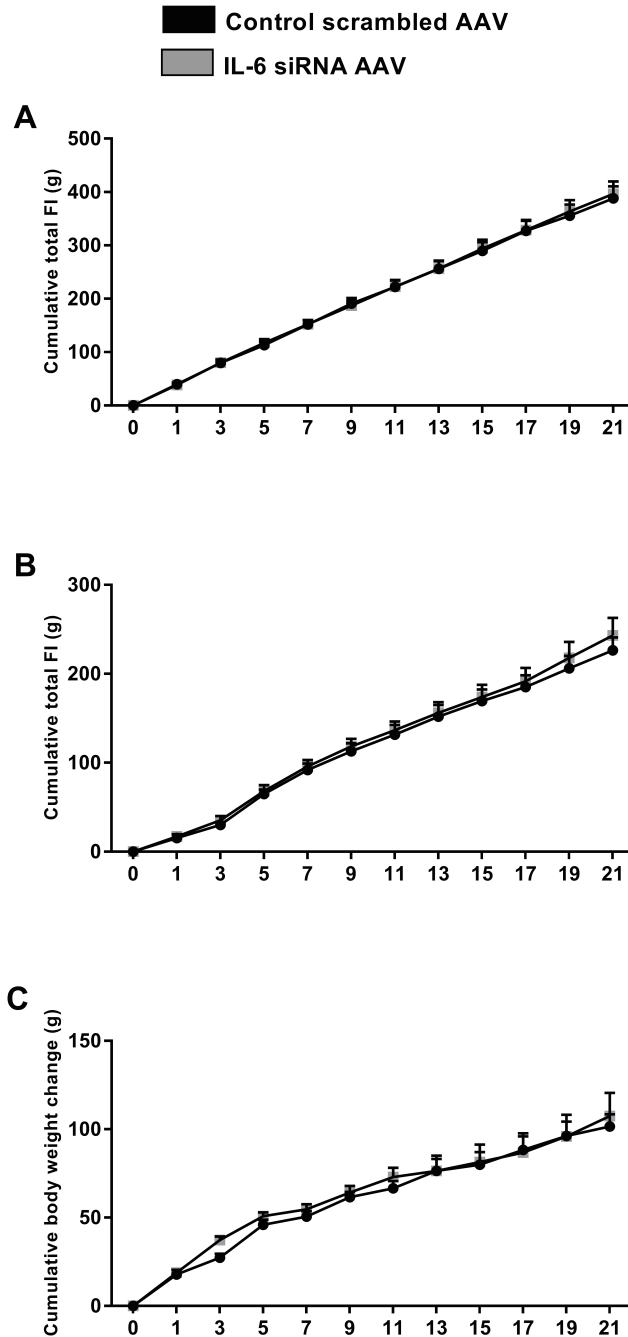 Control scrambled AAV
IL-6 siRNA AAV
A
Cumulative total FI (g)
500
400
300
200
100
0
0 1 3 5 7 9 11 13 15 17 19 21
B
Cumulative total FI (g)
300
200
100
0
0 1 3 5 7 9 11 13 15 17 19 21
C
Cumulative body weight change (g)
150
100
50
0
0 1 3 5 7 9 11 13 15 17 19 21